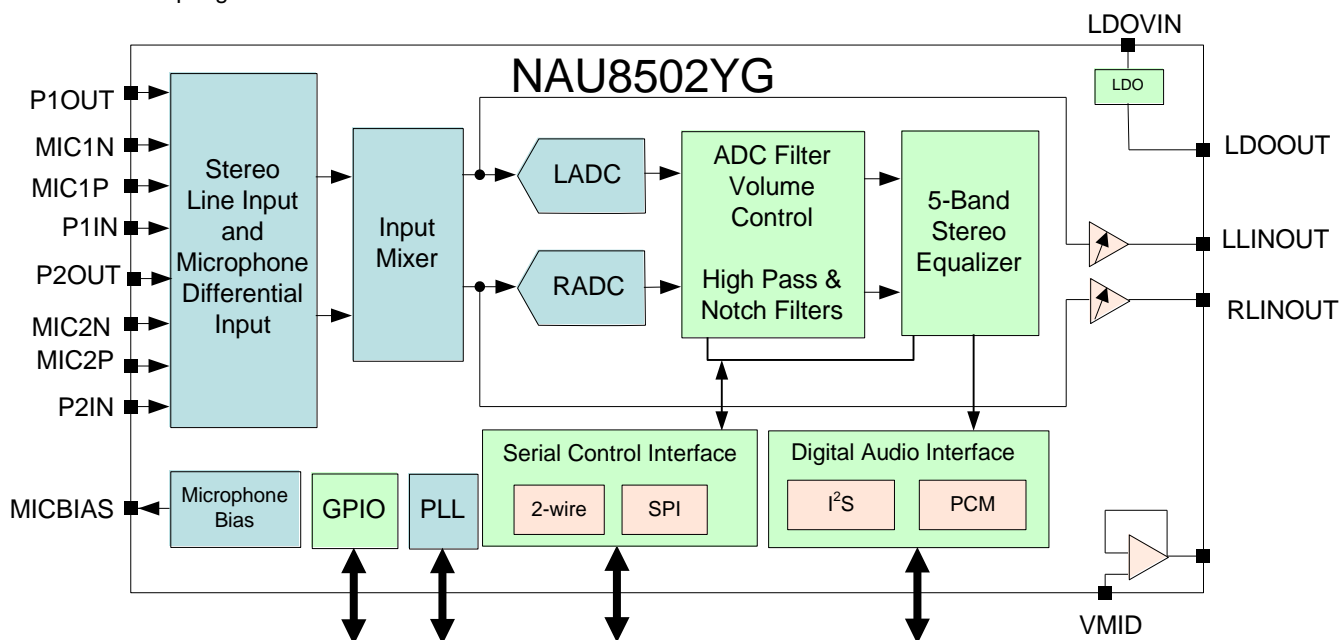 LDOVIN
NAU8502YG
LDO
P1OUT
MIC1N
MIC1P
P1IN
P2OUT
MIC2N
MIC2P
P2IN
Stereo
Line Input
and
Microphone
Differential
Input
Input
Mixer
LADC
RADC
ADC Filter
Volume
Control
High Pass &
Notch Filters
5-Band
Stereo
Equalizer
LDOOUT
LLINOUT
RLINOUT
MICBIAS
Microphone
Bias
GPIO
PLL
Serial Control Interface
2-wire
SPI
Digital Audio Interface
I²S
PCM
VMID